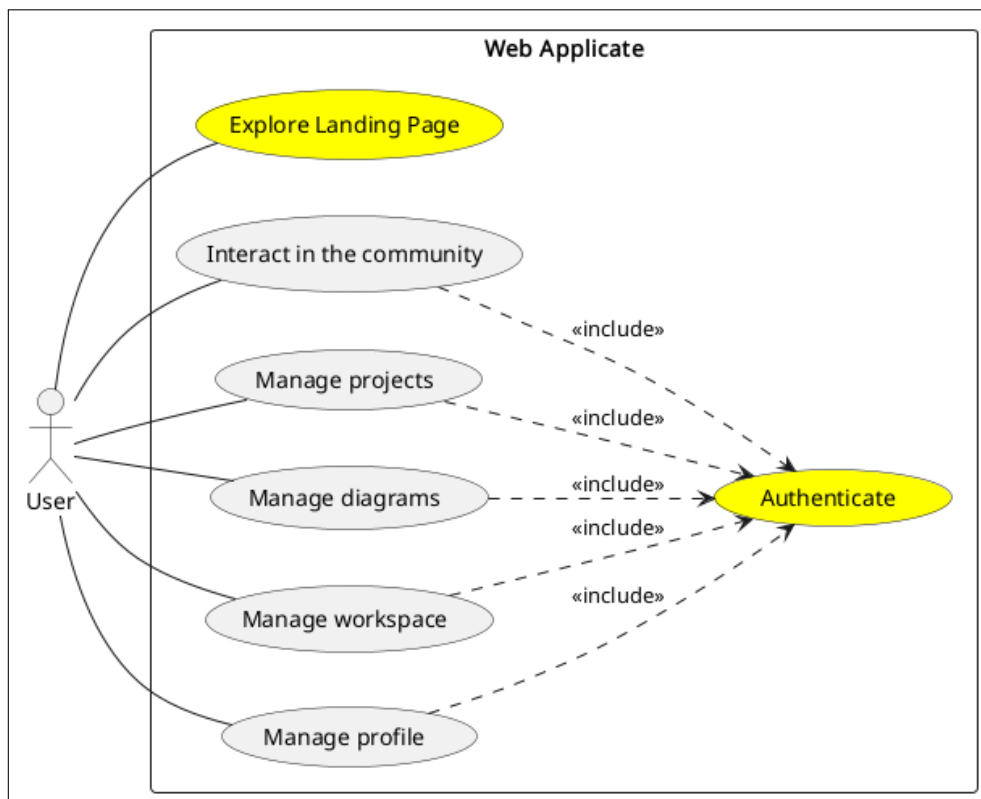 Web Applicate
Explore Landing Page
Interact in the community
«include»
Manage projects
«include»
«include»
Manage diagrams
Authenticate
User
«include»
Manage workspace
«include»
Manage profile